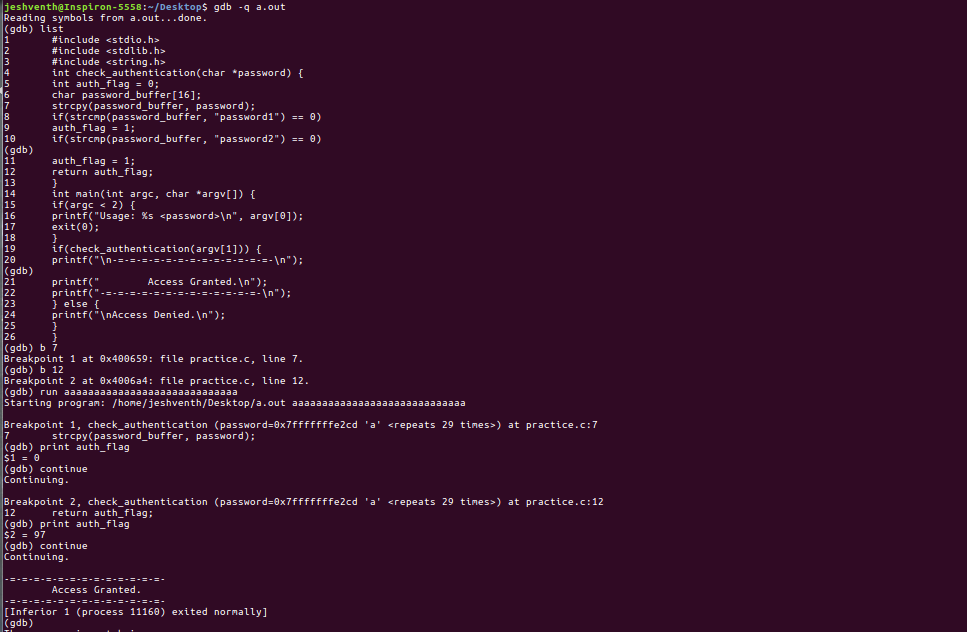 jeshventh@Inspiron-5558:~/Desktop$ gdb -q a.out
Reading symbols from a.out...done.
(gdb) list
1       #include <stdio.h>
2       #include <stdlib.h>
3       #include <string.h>
4       int check_authentication(char *password) {
5       int auth_flag = 0;
6       char password_buffer[16];
7       strcpy(password_buffer, password);
8       if(strcmp(password_buffer, "password1") == 0)
9       auth_flag = 1;
10      if(strcmp(password_buffer, "password2") == 0)
(gdb)
11      auth_flag = 1;
12      return auth_flag;
13      }
14      int main(int argc, char *argv[]) {
15      if(argc < 2) {
16      printf("Usage: %s <password>\n", argv[0]);
17      exit(0);
18      }
19      if(check_authentication(argv[1])) {
20      printf("\n-=-=-=-=-=-=-=-=-=-=-=-=-=-\n");
(gdb)
21      printf("        Access Granted.\n");
22      printf("-=-=-=-=-=-=-=-=-=-=-=-=-=-\n");
23      } else {
24      printf("\nAccess Denied.\n");
25      }
26      }
(gdb) b 7
Breakpoint 1 at 0x400659: file practice.c, line 7.
(gdb) b 12
Breakpoint 2 at 0x4006a4: file practice.c, line 12.
(gdb) run aaaaaaaaaaaaaaaaaaaaaaaaaaaaa
Starting program: /home/jeshventh/Desktop/a.out aaaaaaaaaaaaaaaaaaaaaaaaaaaaa
Breakpoint 1, check_authentication (password=0x7fffffffe2cd 'a' <repeats 29 times>) at practice.c:7
7       strcpy(password_buffer, password);
(gdb) print auth_flag
$1 = 0
(gdb) continue
Continuing.
Breakpoint 2, check_authentication (password=0x7fffffffe2cd 'a' <repeats 29 times>) at practice.c:12
12      return auth_flag;
(gdb) print auth_flag
$2 = 97
(gdb) continue
Continuing.
-=-=-=-=-=-=-=-=-=-=-=-=-=-
        Access Granted.
-=-=-=-=-=-=-=-=-=-=-=-=-=-
[Inferior 1 (process 11160) exited normally]
(gdb)